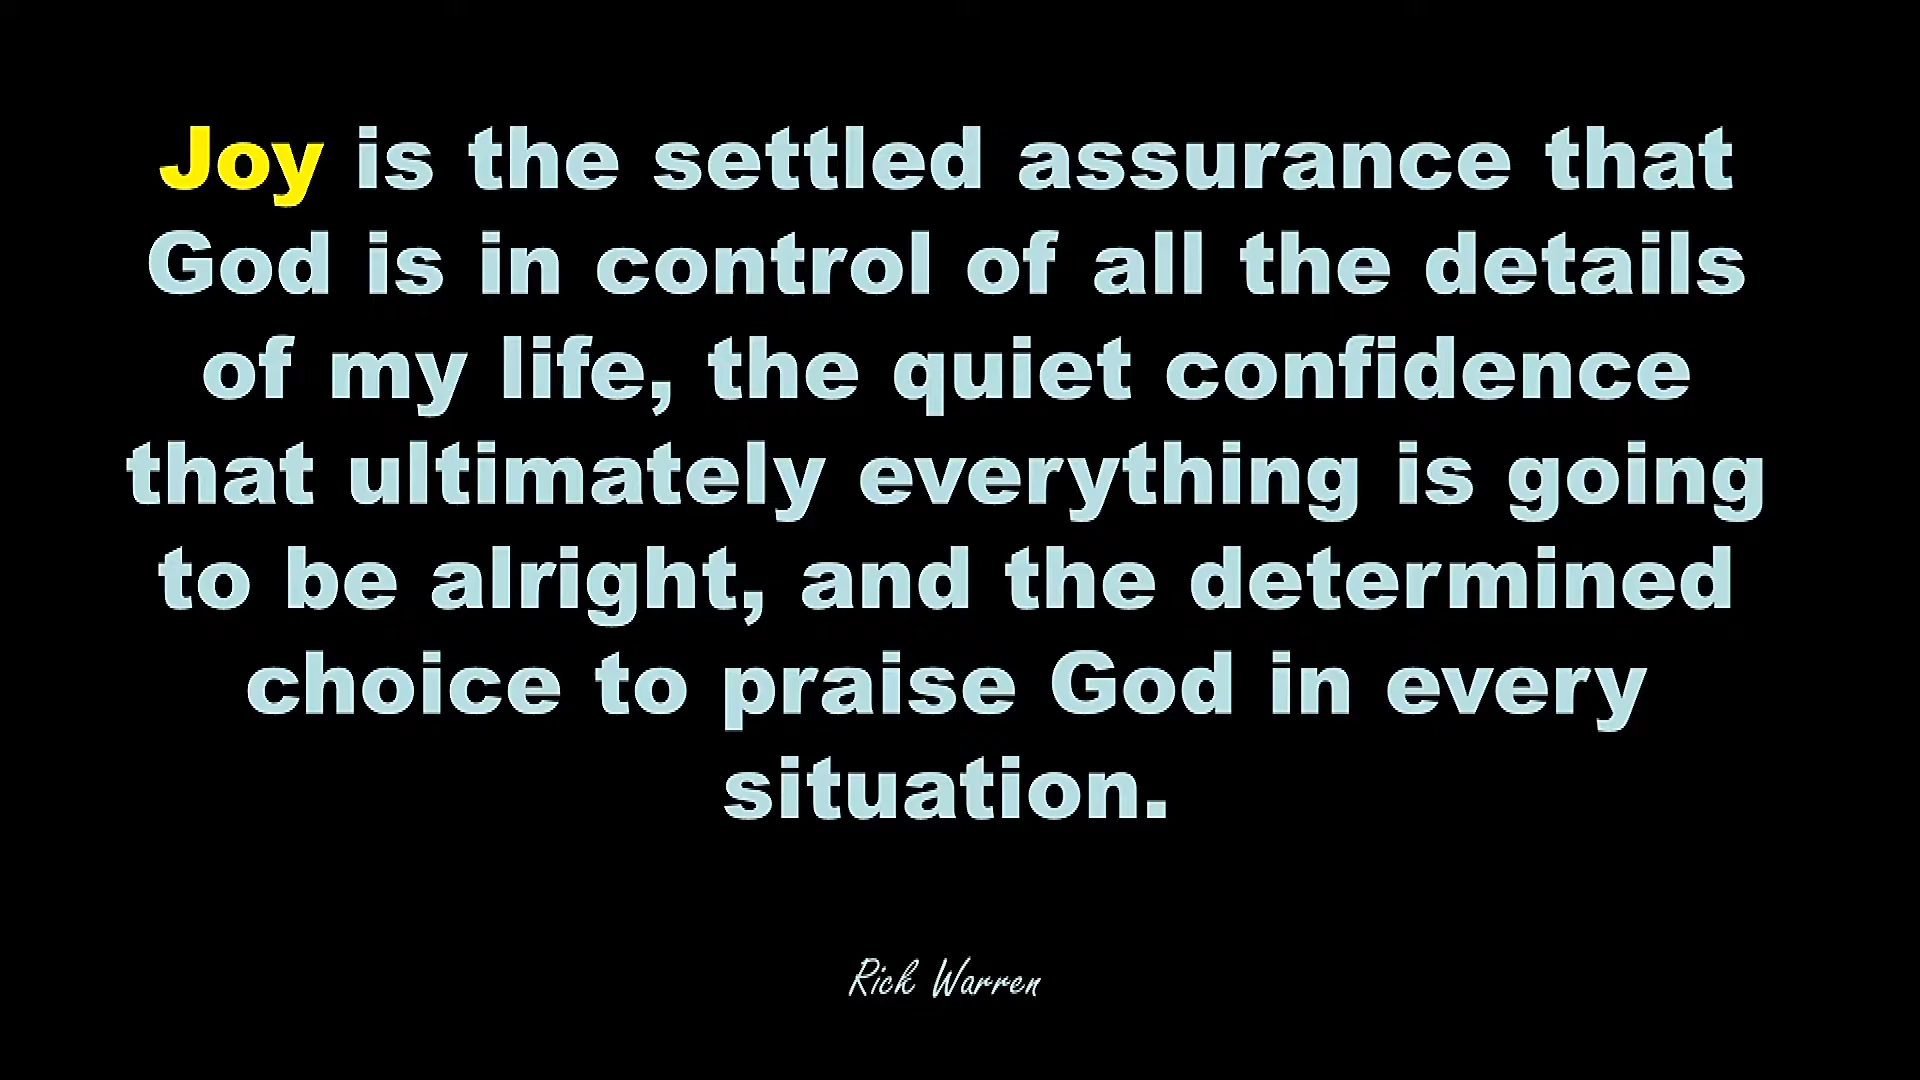 Joy is the settled assurance that
God is in control of all the details
of my life, the quiet confidence
that ultimately everything is going
to be alright, and the determined
choice to praise God in every
situation.
Rick Warren